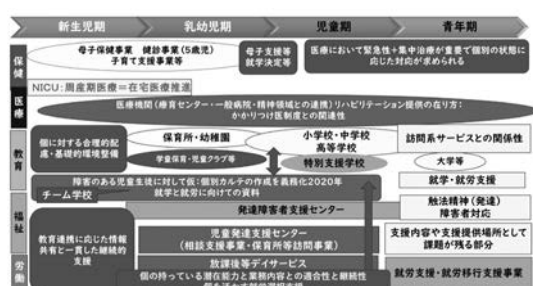 新生児期
乳幼児期
児童期
青年期
保健
母子保健事業 健診事業(5歳児)
子育て支援事業等
母子支援等
就学決定等
医療において緊急性+集中治療が重要で個別の状態に
応じた対応が求められる
医療
NICU:周産期医療=在宅医療推進
医療機関(療育センター・一般病院・精神領域との連携)リハビリテーション提供の在り方:
かかりつけ医制度との関連性
教育
個に対する合理的配
慮・基礎的環境整備
保育所・幼稚園
学童保育・児童クラブ等
小学校・中学校
高等学校
特別支援学校
訪問系サービスとの関係性
大学等
障害のある児童生徒に対して仮:個別カルテの作成を義務化2020年
就学と就労に向けての資料
就学・就労支援
チーム学校
福祉
発達障害者支援センター
触法精神(発達)
障害者対応
教育連携に応じた情報
共有と一貫した継続的
支援
児童発達支援センター
(相談支援事業・保育所等訪問事業)
支援内容や支援提供場所として
課題が残る部分
労働
放課後等デイサービス
個の持っている潜在能力と業務内容との適合性と継続性
就労支援・就労移行支援事業